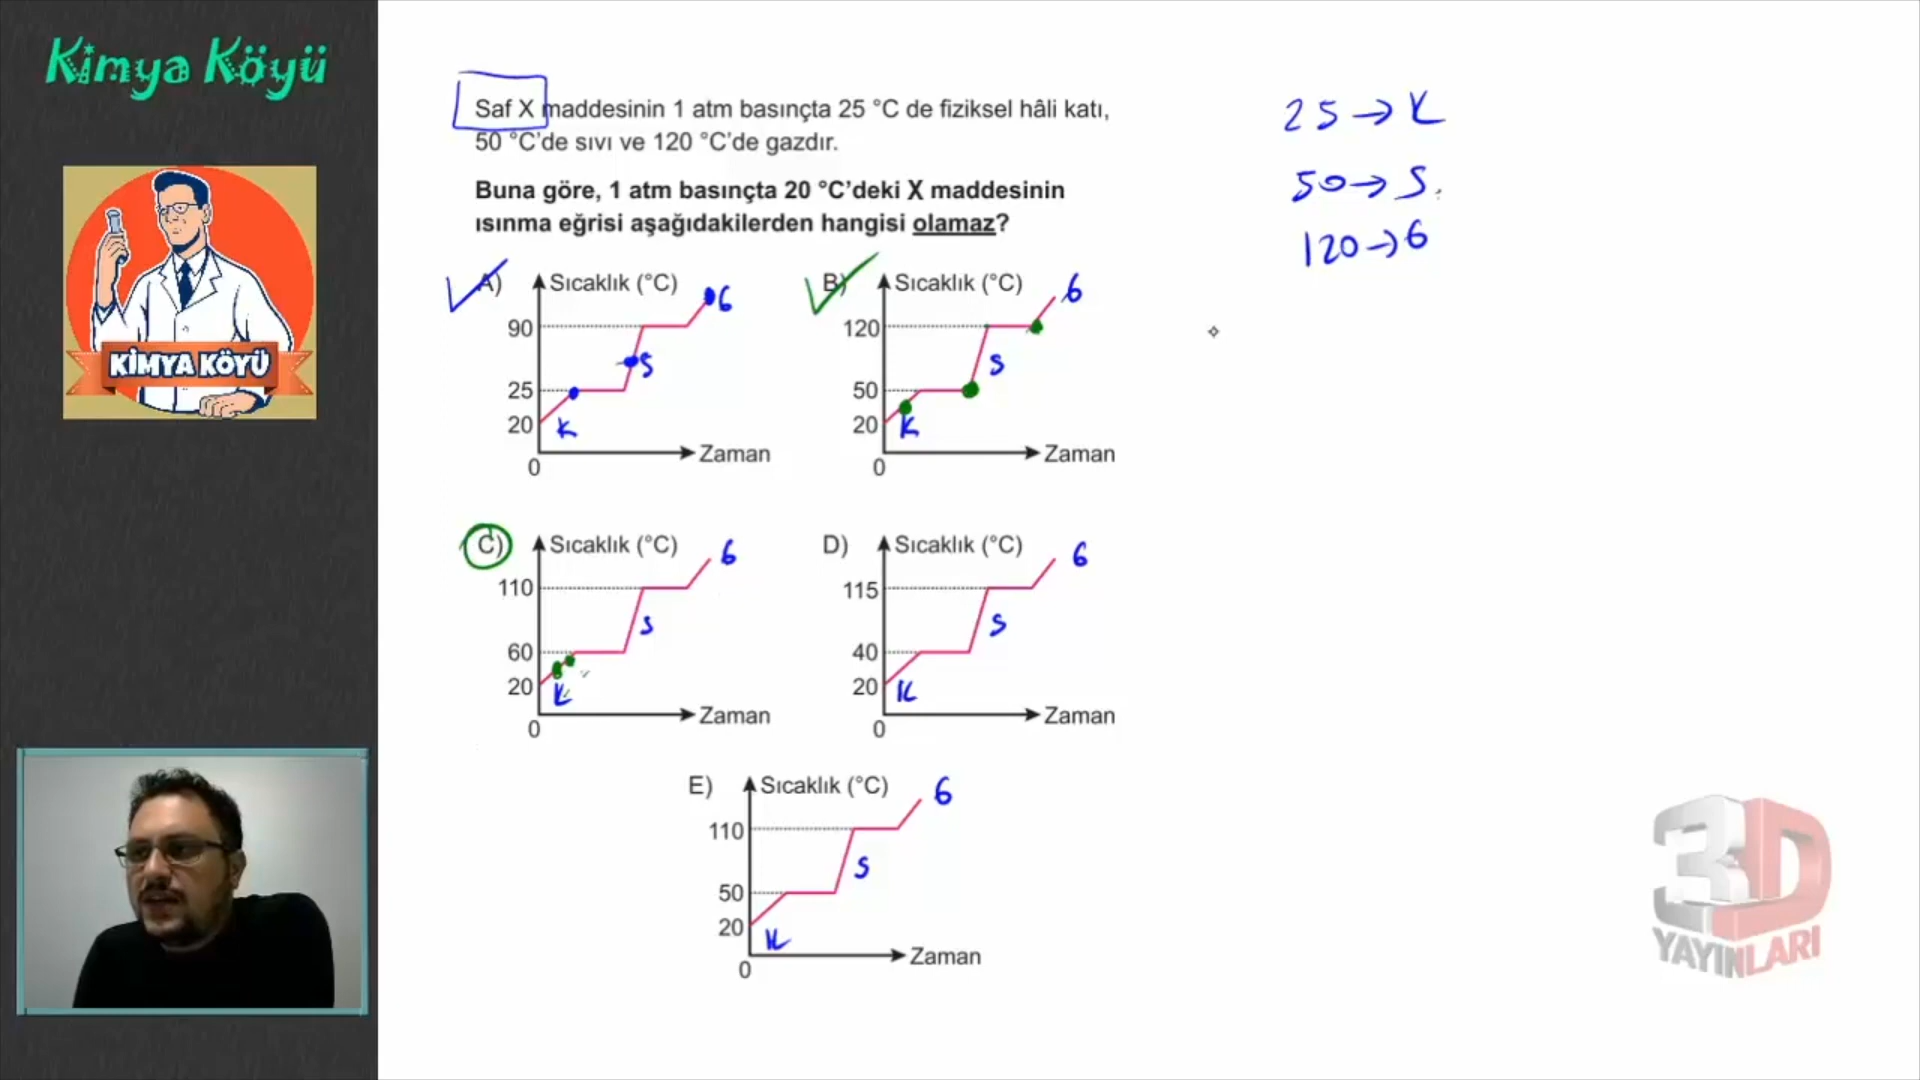 Kimya Köyü
KİMYA KÖYÜ
Saf X maddesinin 1 atm basınçta 25 °C de fiziksel hâli katı,
50 °C'de sıvı ve 120 °C'de gazdır.
Buna göre, 1 atm basınçta 20 °C'deki X maddesinin
ısınma eğrisi aşağıdakilerden hangisi olamaz?
25 → K
50 → S
120 → G
A) Sıcaklık (°C)
G
90
S
25
20
K
Zaman
0
B) Sıcaklık (°C)
G
120
S
50
20
K
Zaman
0
C) Sıcaklık (°C)
G
110
S
60
20
K
Zaman
0
D) Sıcaklık (°C)
G
115
S
40
20
K
Zaman
0
E) Sıcaklık (°C)
G
110
S
50
20
K
Zaman
0
3D
YAYINLARI